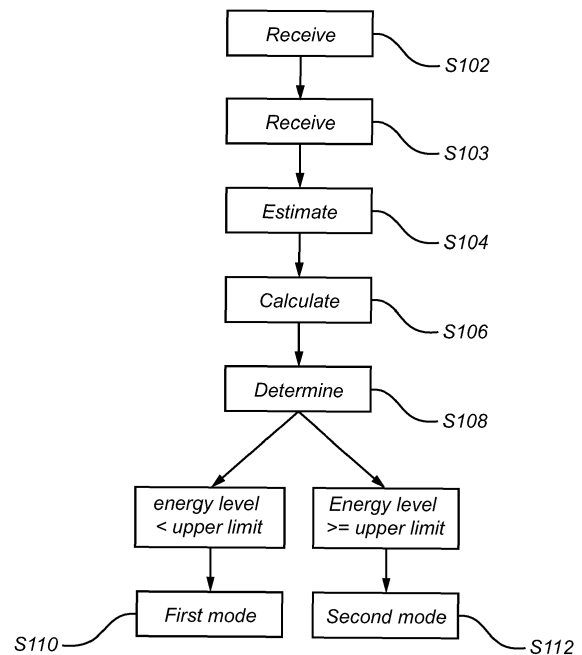 Receive
S102
Receive
S103
Estimate
S104
Calculate
S106
Determine
S108
energy level
< upper limit
Energy level
>= upper limit
First mode
S110
Second mode
S112